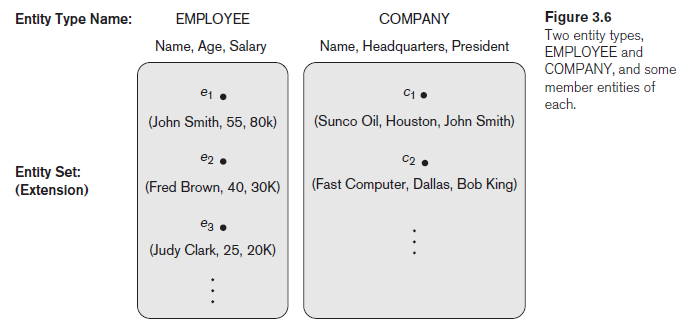 Entity Type Name: EMPLOYEE COMPANY
Name, Age, Salary Name, Headquarters, President
e1 c1
(John Smith, 55, 80k) (Sunco Oil, Houston, John Smith)
Entity Set:
(Extension)
e2 c2
(Fred Brown, 40, 30K) (Fast Computer, Dallas, Bob King)
e3
(Judy Clark, 25, 20K)
Figure 3.6
Two entity types,
EMPLOYEE and
COMPANY, and some
member entities of
each.